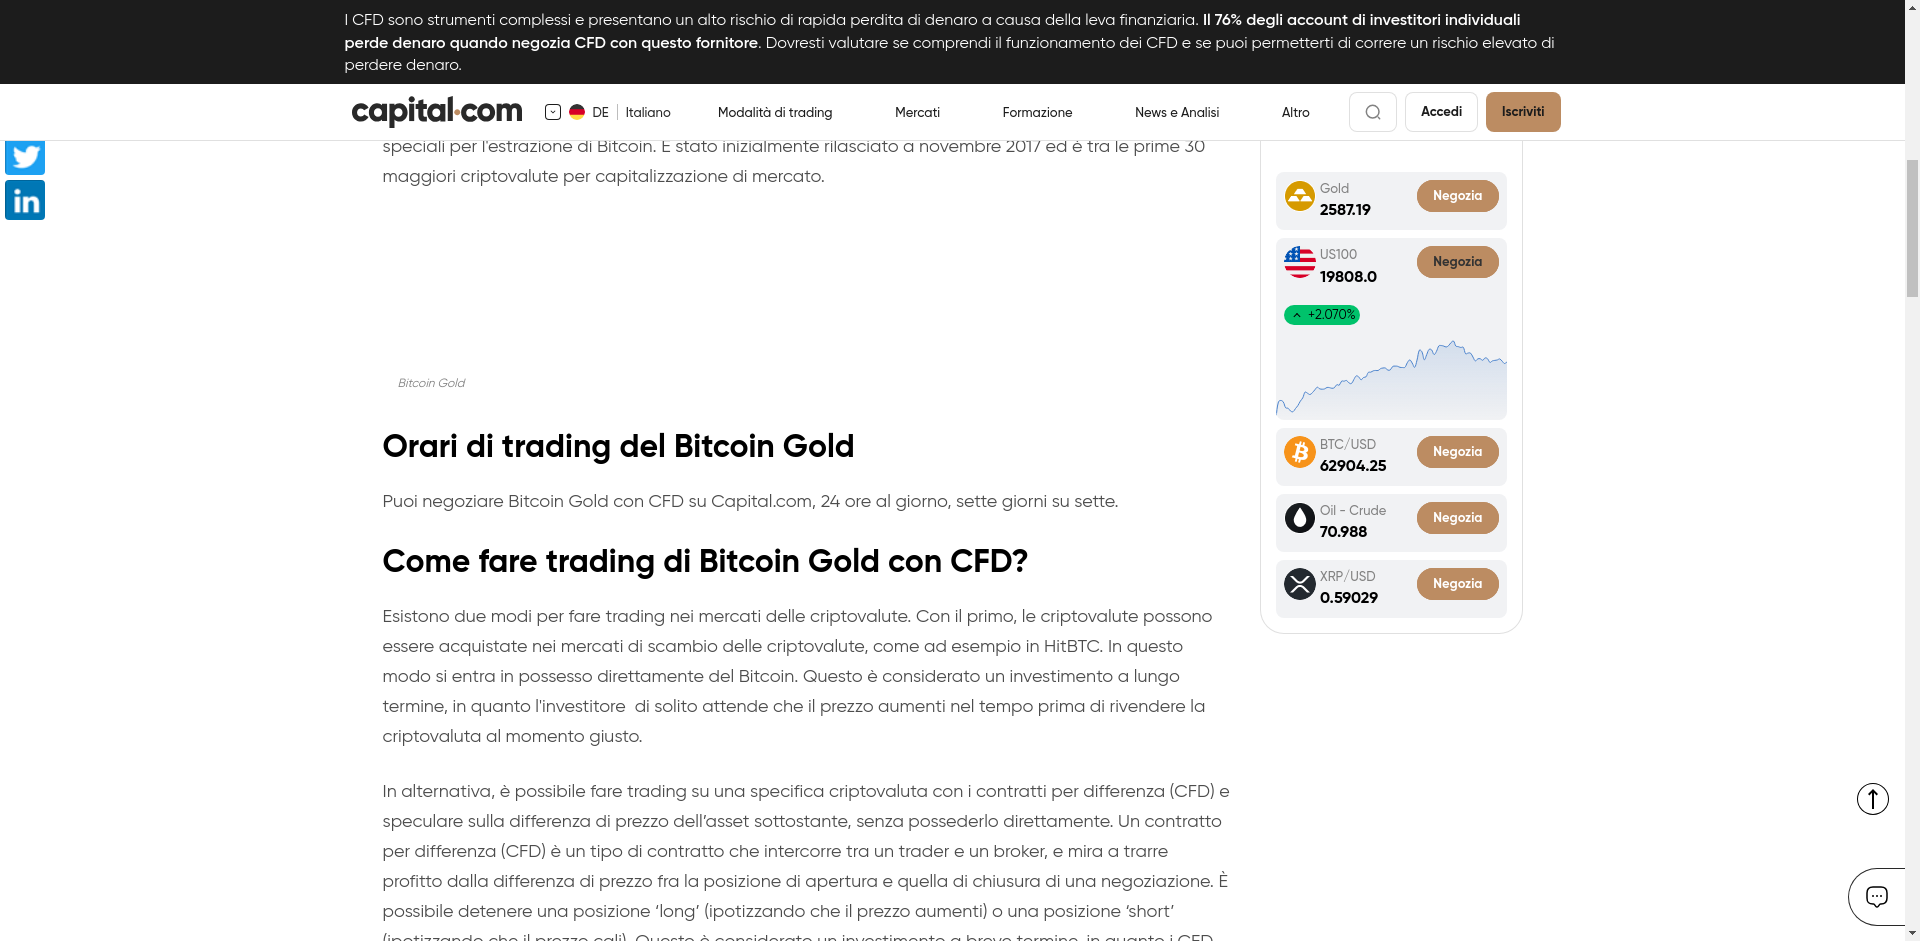 I CFD sono strumenti complessi e presentano un alto rischio di rapida perdita di denaro a causa della leva finanziaria. Il 76% degli account di investitori individuali
perde denaro quando negozia CFD con questo fornitore. Dovresti valutare se comprendi il funzionamento dei CFD e se puoi permetterti di correre un rischio elevato di
perdere denaro.
capital.com
DE
Italiano
Modalità di trading
Mercati
Formazione
News e Analisi
Altro
Accedi
Iscriviti
speciali per l'estrazione di Bitcoin. È stato inizialmente rilasciato a novembre 2017 ed è tra le prime 30
maggiori criptovalute per capitalizzazione di mercato.
Bitcoin Gold
Orari di trading del Bitcoin Gold
Puoi negoziare Bitcoin Gold con CFD su Capital.com, 24 ore al giorno, sette giorni su sette.
Come fare trading di Bitcoin Gold con CFD?
Esistono due modi per fare trading nei mercati delle criptovalute. Con il primo, le criptovalute possono
essere acquistate nei mercati di scambio delle criptovalute, come ad esempio in HitBTC. In questo
modo si entra in possesso direttamente del Bitcoin. Questo è considerato un investimento a lungo
termine, in quanto l'investitore  di solito attende che il prezzo aumenti nel tempo prima di rivendere la
criptovaluta al momento giusto.
In alternativa, è possibile fare trading su una specifica criptovaluta con i contratti per differenza (CFD) e
speculare sulla differenza di prezzo dell’asset sottostante, senza possederlo direttamente. Un contratto
per differenza (CFD) è un tipo di contratto che intercorre tra un trader e un broker, e mira a trarre
profitto dalla differenza di prezzo fra la posizione di apertura e quella di chiusura di una negoziazione. È
possibile detenere una posizione ‘long’ (ipotizzando che il prezzo aumenti) o una posizione ‘short’
(ipotizzando che il prezzo cali). Questo è considerato un investimento a breve termine, in quanto i CFD
Gold
2587.19
Negozia
US100
19808.0
Negozia
+2.070%
BTC/USD
62904.25
Negozia
Oil - Crude
70.988
Negozia
XRP/USD
0.59029
Negozia